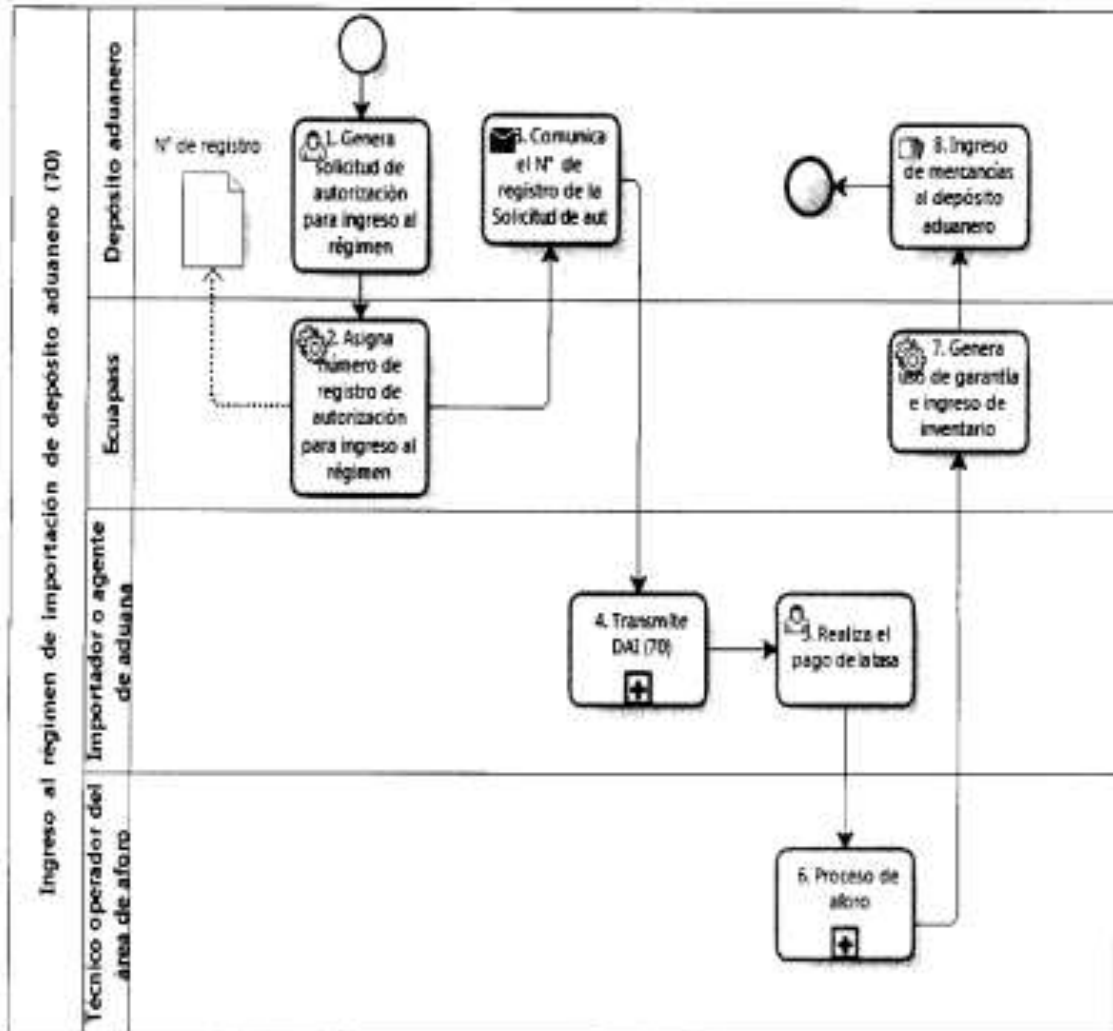 Ingreso al régimen de importación de depósito aduanero (70)
Depósito aduanero
N° de registro
1. Genera
solicitud de
autorización
para ingreso al
régimen
3. Comunica
el N° de
registro de la
Solicitud de aut
8. Ingreso
de mercancías
al depósito
aduanero
Ecuapass
2. Asigna
número de
registro de
autorización
para ingreso al
régimen
7. Genera
uso de garantía
e ingreso de
inventario
Importador o agente
de aduana
4. Transmite
DAI (70)
5. Realiza el
pago de la tasa
Técnico operador del
área de aforo
6. Proceso de
aforo